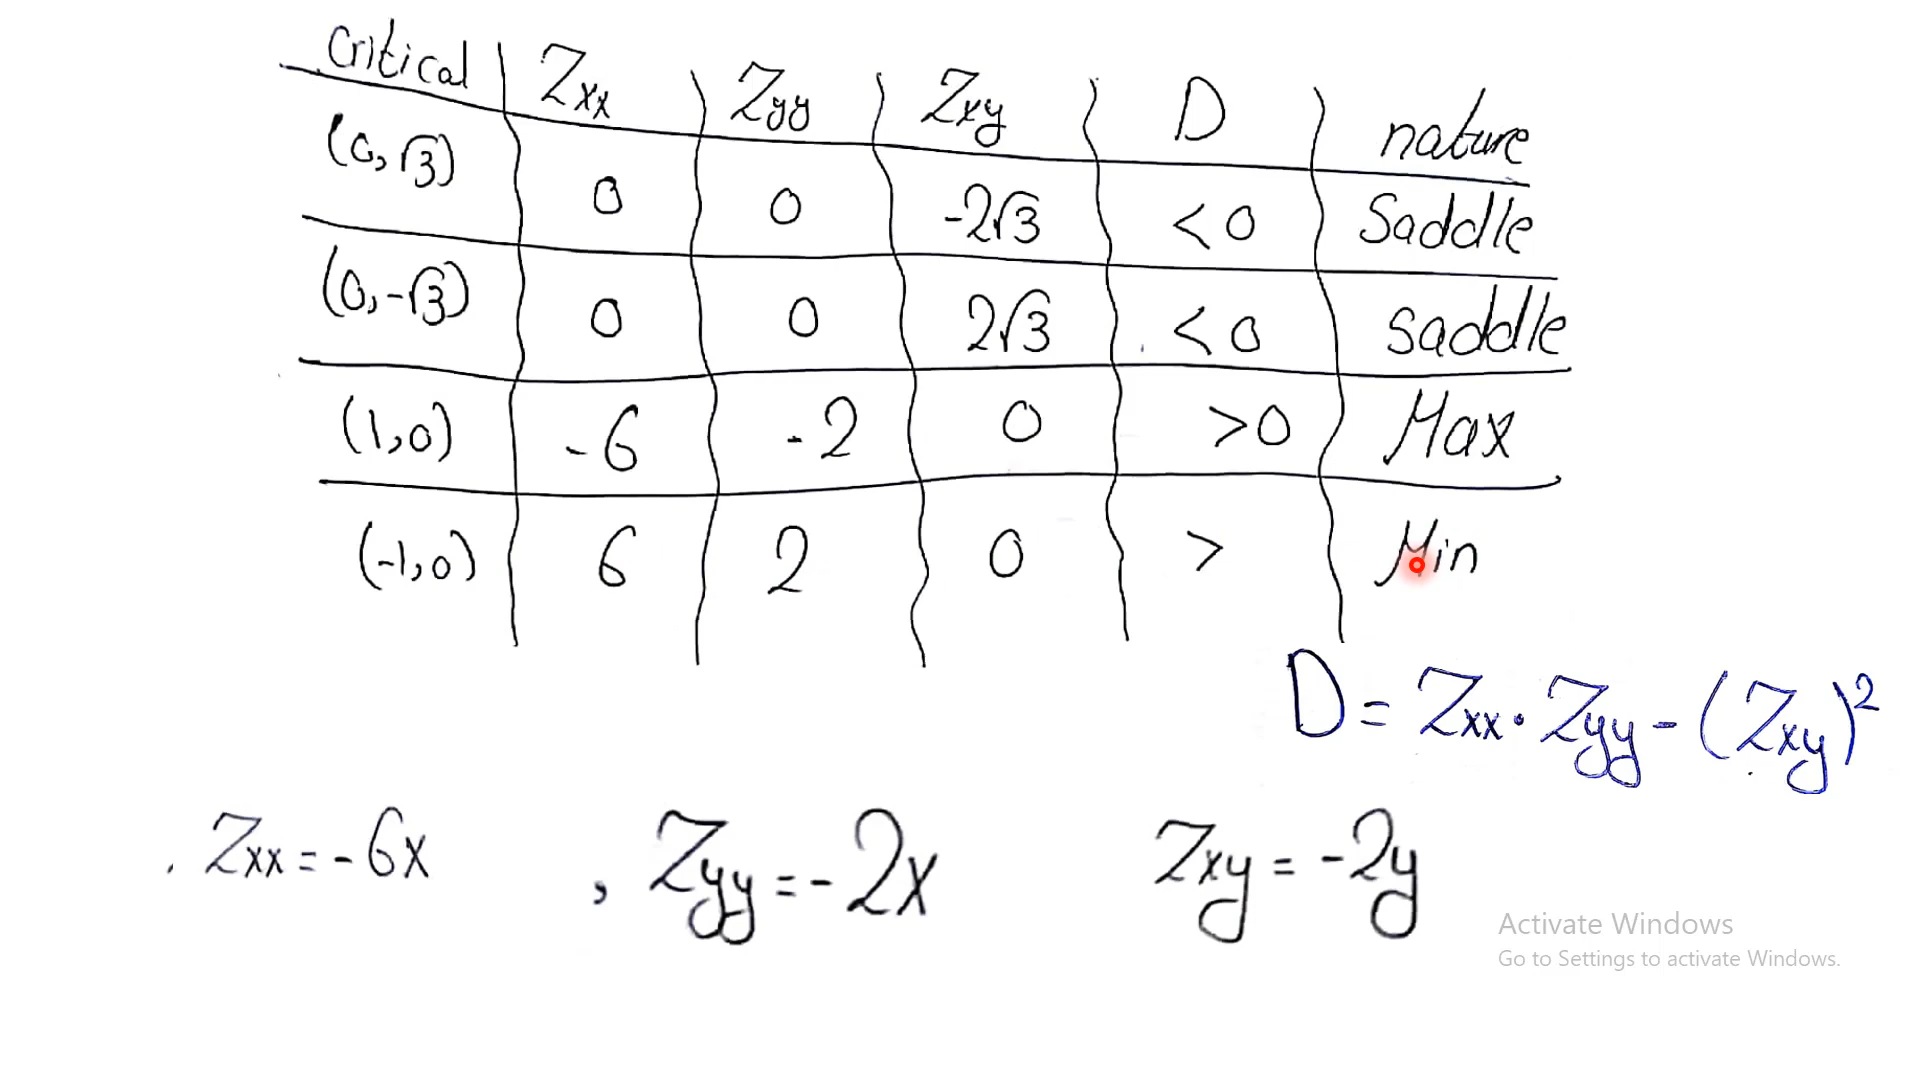 critical Zxx Zyy Zxy D nature
(0,√3) 0 0 -2√3 <0 Saddle
(0,-√3) 0 0 2√3 <0 saddle
(1,0) -6 -2 0 >0 Max
(-1,0) 6 2 0 > Min
D = Zxx · Zyy - (Zxy)²
. Zxx = -6x , Zyy = -2x Zxy = -2y
Activate Windows
Go to Settings to activate Windows.